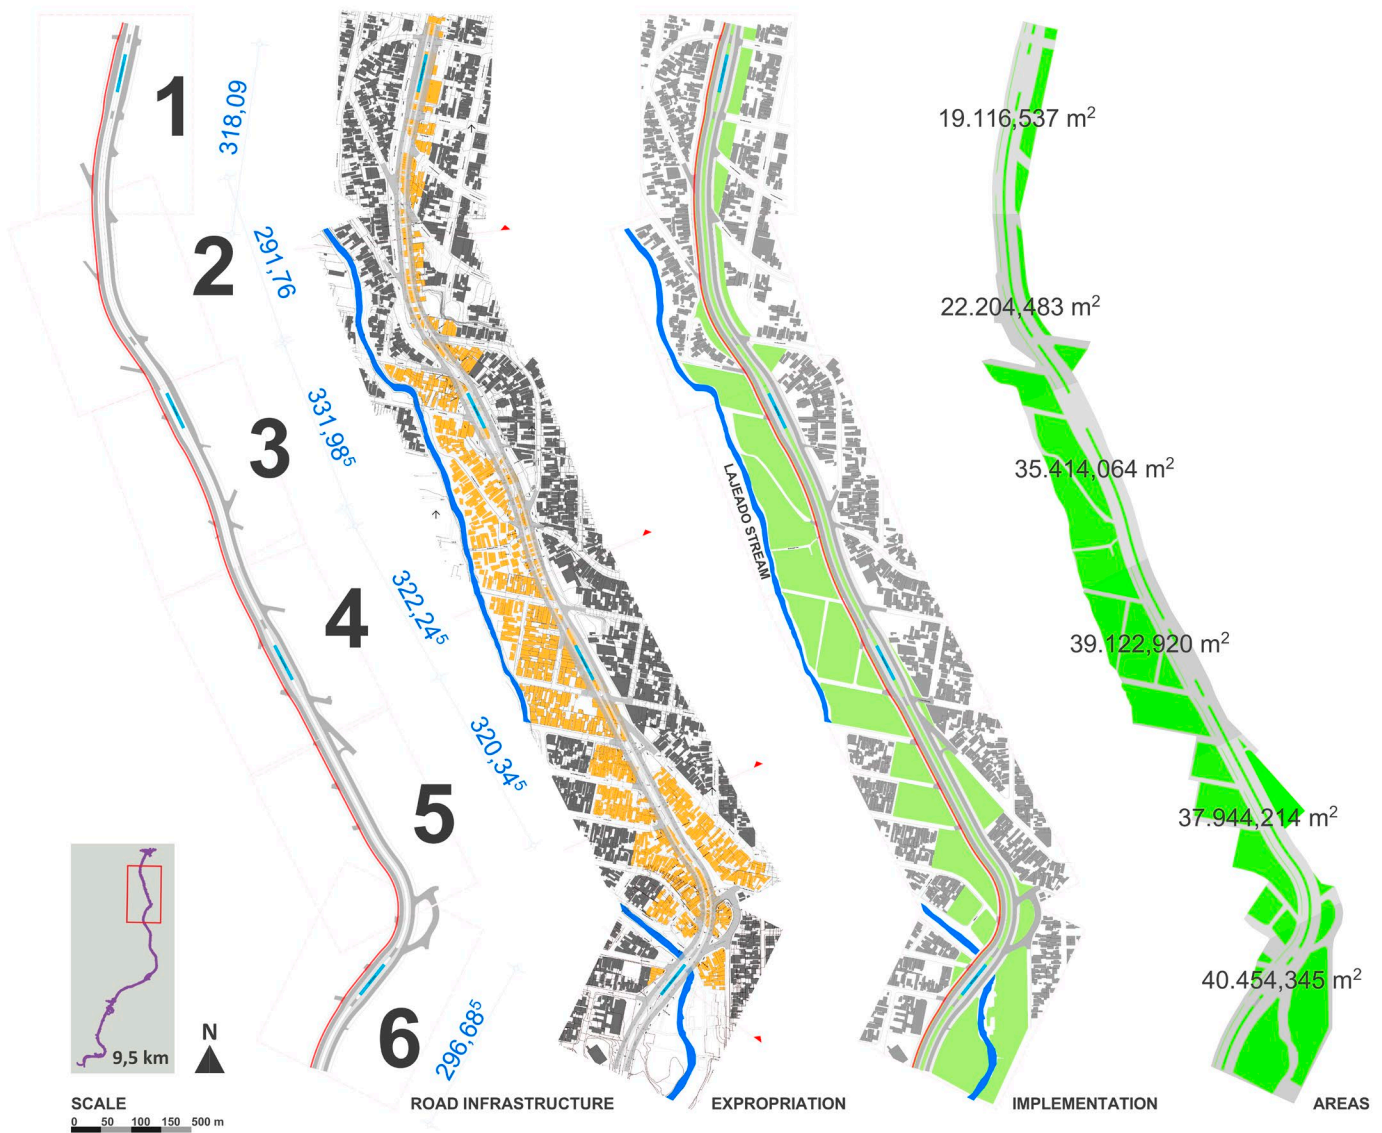 1
318,09
19.116,537 m²
2
291,76
22.204,483 m²
3
331,98⁵
35.414,064 m²
LAJEADO STREAM
4
322,24⁵
39.122,920 m²
5
320,34⁵
37.944,214 m²
6
296,68⁵
40.454,345 m²
N
9,5 km
SCALE
0 50 100 150 500 m
ROAD INFRASTRUCTURE
EXPROPRIATION
IMPLEMENTATION
AREAS